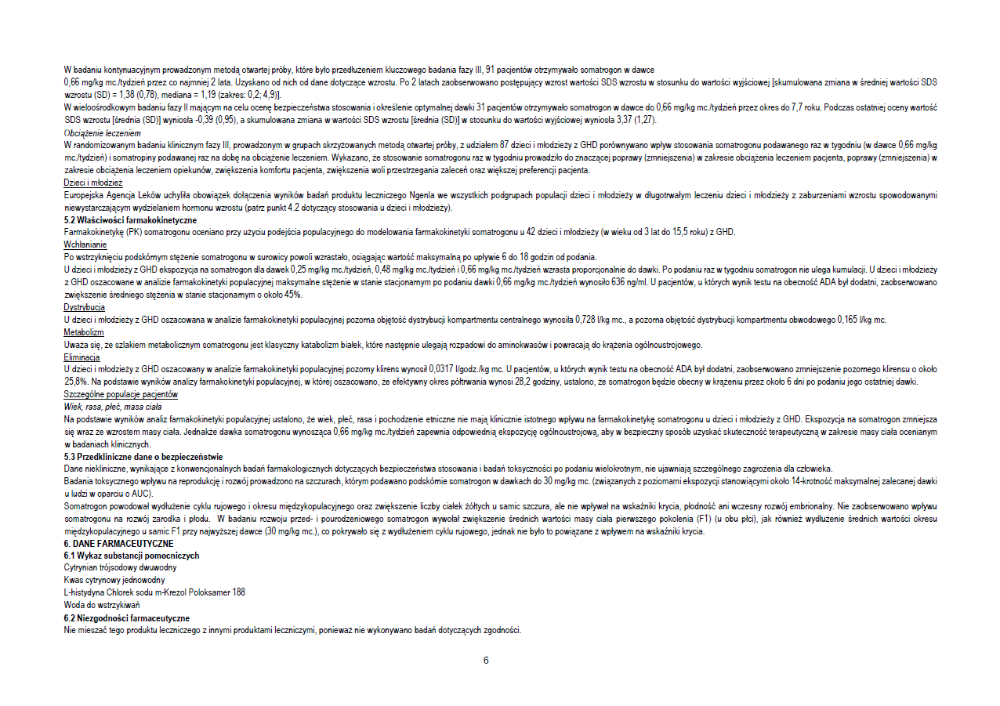 W badaniu kontynuacyjnym prowadzonym metodą otwartej próby, które było przedłużeniem kluczowego badania fazy III, 91 pacjentów otrzymywało somatrogon w dawce
0,66 mg/kg mc./tydzień przez co najmniej 2 lata. Uzyskano od nich od dane dotyczące wzrostu. Po 2 latach zaobserwowano postępujący wzrost wartości SDS wzrostu w stosunku do wartości wyjściowej [skumulowana zmiana w średniej wartości SDS
wzrostu (SD) = 1,38 (0,78), mediana = 1,19 (zakres: 0,2; 4,9)].
W wieloośrodkowym badaniu fazy II mającym na celu ocenę bezpieczeństwa stosowania i określenie optymalnej dawki 31 pacjentów otrzymywało somatrogon w dawce do 0,66 mg/kg mc./tydzień przez okres do 7,7 roku. Podczas ostatniej oceny wartość
SDS wzrostu [średnia (SD)] wyniosła -0,39 (0,95), a skumulowana zmiana w wartości SDS wzrostu [średnia (SD)] w stosunku do wartości wyjściowej wyniosła 3,37 (1,27).
Obciążenie leczeniem
W randomizowanym badaniu klinicznym fazy III, prowadzonym w grupach skrzyżowanych metodą otwartej próby, z udziałem 87 dzieci i młodzieży z GHD porównywano wpływ stosowania somatrogonu podawanego raz w tygodniu (w dawce 0,66 mg/kg
mc./tydzień) i somatropiny podawanej raz na dobę na obciążenie leczeniem. Wykazano, że stosowanie somatrogonu raz w tygodniu prowadziło do znaczącej poprawy (zmniejszenia) w zakresie obciążenia leczeniem pacjenta, poprawy (zmniejszenia) w
zakresie obciążenia leczeniem opiekunów, zwiększenia komfortu pacjenta, zwiększenia woli przestrzegania zaleceń oraz większej preferencji pacjenta.
Dzieci i młodzież
Europejska Agencja Leków uchyliła obowiązek dołączenia wyników badań produktu leczniczego Ngenla we wszystkich podgrupach populacji dzieci i młodzieży w długotrwałym leczeniu dzieci i młodzieży z zaburzeniami wzrostu spowodowanymi
niewystarczającym wydzielaniem hormonu wzrostu (patrz punkt 4.2 dotyczący stosowania u dzieci i młodzieży).
5.2 Właściwości farmakokinetyczne
Farmakokinetykę (PK) somatrogonu oceniano przy użyciu podejścia populacyjnego do modelowania farmakokinetyki somatrogonu u 42 dzieci i młodzieży (w wieku od 3 lat do 15,5 roku) z GHD.
Wchłanianie
Po wstrzyknięciu podskórnym stężenie somatrogonu w surowicy powoli wzrastało, osiągając wartość maksymalną po upływie 6 do 18 godzin od podania.
U dzieci i młodzieży z GHD ekspozycja na somatrogon dla dawek 0,25 mg/kg mc./tydzień, 0,48 mg/kg mc./tydzień i 0,66 mg/kg mc./tydzień wzrasta proporcjonalnie do dawki. Po podaniu raz w tygodniu somatrogon nie ulega kumulacji. U dzieci i młodzieży
z GHD oszacowane w analizie farmakokinetyki populacyjnej maksymalne stężenie w stanie stacjonarnym po podaniu dawki 0,66 mg/kg mc./tydzień wynosiło 636 ng/ml. U pacjentów, u których wynik testu na obecność ADA był dodatni, zaobserwowano
zwiększenie średniego stężenia w stanie stacjonarnym o około 45%.
Dystrybucja
U dzieci i młodzieży z GHD oszacowana w analizie farmakokinetyki populacyjnej pozorna objętość dystrybucji kompartmentu centralnego wynosiła 0,728 l/kg mc., a pozorna objętość dystrybucji kompartmentu obwodowego 0,165 l/kg mc.
Metabolizm
Uważa się, że szlakiem metabolicznym somatrogonu jest klasyczny katabolizm białek, które następnie ulegają rozpadowi do aminokwasów i powracają do krążenia ogólnoustrojowego.
Eliminacja
U dzieci i młodzieży z GHD oszacowany w analizie farmakokinetyki populacyjnej pozorny klirens wynosił 0,0317 l/godz./kg mc. U pacjentów, u których wynik testu na obecność ADA był dodatni, zaobserwowano zmniejszenie pozornego klirensu o około
25,8%. Na podstawie wyników analizy farmakokinetyki populacyjnej, w której oszacowano, że efektywny okres półtrwania wynosi 28,2 godziny, ustalono, że somatrogon będzie obecny w krążeniu przez około 6 dni po podaniu jego ostatniej dawki.
Szczególne populacje pacjentów
Wiek, rasa, płeć, masa ciała
Na podstawie wyników analiz farmakokinetyki populacyjnej ustalono, że wiek, płeć, rasa i pochodzenie etniczne nie mają klinicznie istotnego wpływu na farmakokinetykę somatrogonu u dzieci i młodzieży z GHD. Ekspozycja na somatrogon zmniejsza
się wraz ze wzrostem masy ciała. Jednakże dawka somatrogonu wynosząca 0,66 mg/kg mc./tydzień zapewnia odpowiednią ekspozycję ogólnoustrojową, aby w bezpieczny sposób uzyskać skuteczność terapeutyczną w zakresie masy ciała ocenianym
w badaniach klinicznych.
5.3 Przedkliniczne dane o bezpieczeństwie
Dane niekliniczne, wynikające z konwencjonalnych badań farmakologicznych dotyczących bezpieczeństwa stosowania i badań toksyczności po podaniu wielokrotnym, nie ujawniają szczególnego zagrożenia dla człowieka.
Badania toksycznego wpływu na reprodukcję i rozwój prowadzono na szczurach, którym podawano podskórnie somatrogon w dawkach do 30 mg/kg mc. (związanych z poziomami ekspozycji stanowiącymi około 14-krotność maksymalnej zalecanej dawki
u ludzi w oparciu o AUC).
Somatrogon powodował wydłużenie cyklu rujowego i okresu międzykopulacyjnego oraz zwiększenie liczby ciałek żółtych u samic szczura, ale nie wpływał na wskaźniki krycia, płodność ani wczesny rozwój embrionalny. Nie zaobserwowano wpływu
somatrogonu na rozwój zarodka i płodu. W badaniu rozwoju przed- i pourodzeniowego somatrogon wywołał zwiększenie średnich wartości masy ciała pierwszego pokolenia (F1) (u obu płci), jak również wydłużenie średnich wartości okresu
międzykopulacyjnego u samic F1 przy najwyższej dawce (30 mg/kg mc.), co pokrywało się z wydłużeniem cyklu rujowego, jednak nie było to powiązane z wpływem na wskaźniki krycia.
6. DANE FARMACEUTYCZNE
6.1 Wykaz substancji pomocniczych
Cytrynian trójsodowy dwuwodny
Kwas cytrynowy jednowodny
L-histydyna Chlorek sodu m-Krezol Poloksamer 188
Woda do wstrzykiwań
6.2 Niezgodności farmaceutyczne
Nie mieszać tego produktu leczniczego z innymi produktami leczniczymi, ponieważ nie wykonywano badań dotyczących zgodności.
6